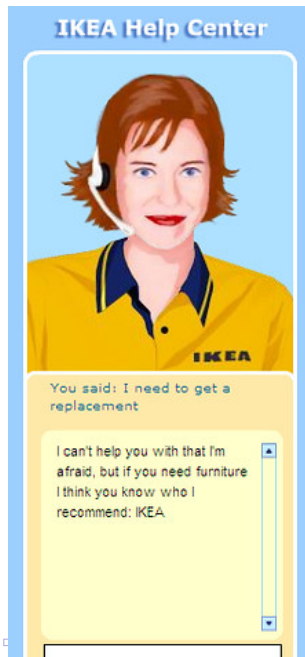 IKEA Help Center
IKEA
You said: I need to get a
replacement
I can't help you with that I'm
afraid, but if you need furniture
I think you know who I
recommend: IKEA